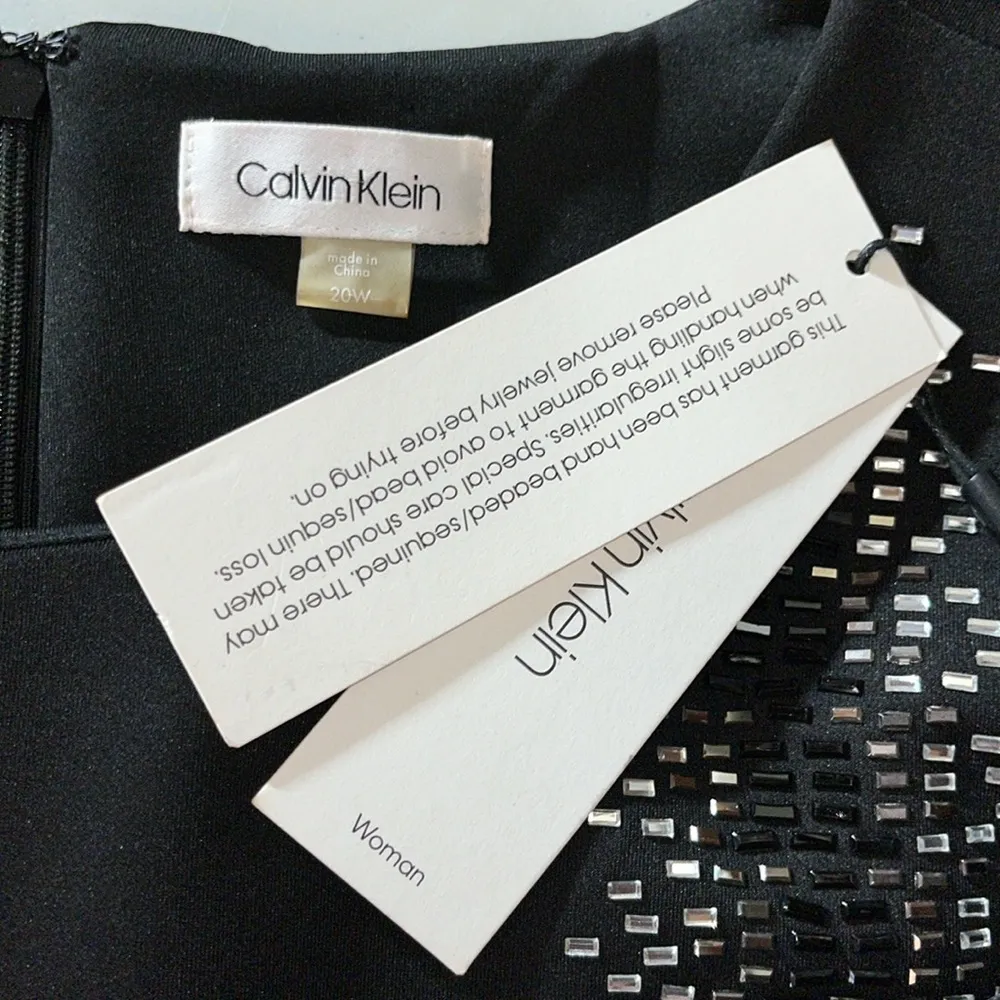 Calvin Klein
made in
China
20W
This garment has been hand beaded/sequined. There may
be some slight irregularities. Special care should be taken
when handling the garment to avoid bead/sequin loss.
Please remove jewelry before trying on.
Klein
Woman